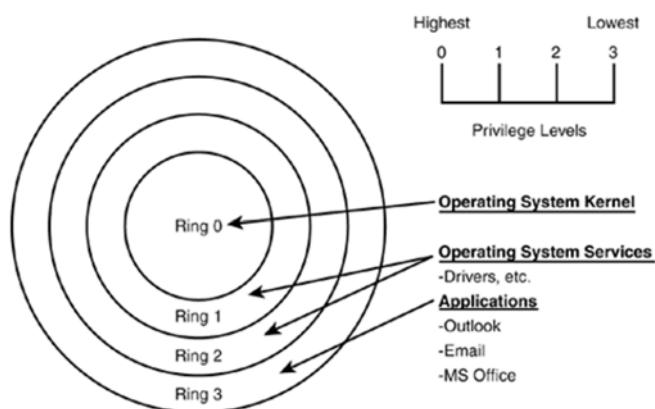 Highest Lowest
0 1 2 3
Privilege Levels
Ring 0
Operating System Kernel
Operating System Services
-Drivers, etc.
Applications
Ring 1
-Outlook
Ring 2
-Email
Ring 3
-MS Office